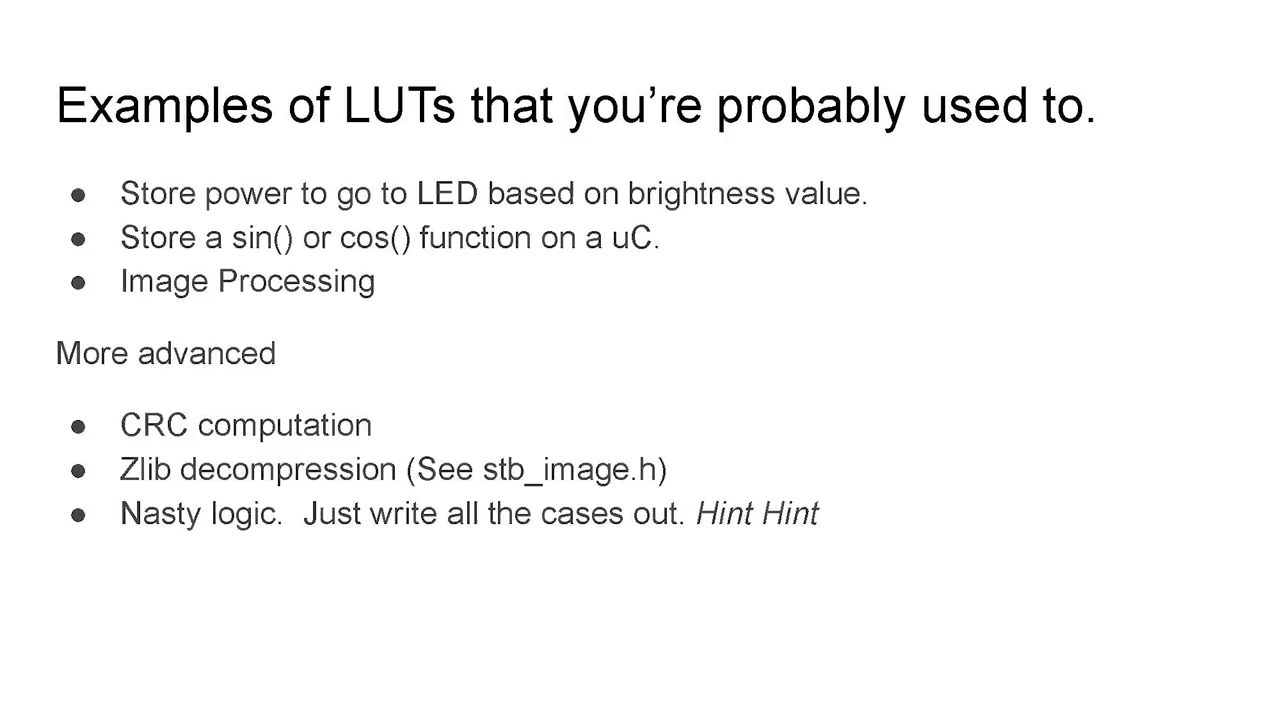 Examples of LUTs that you’re probably used to.
● Store power to go to LED based on brightness value.
● Store a sin() or cos() function on a uC.
● Image Processing
More advanced
● CRC computation
● Zlib decompression (See stb_image.h)
● Nasty logic.  Just write all the cases out. Hint Hint